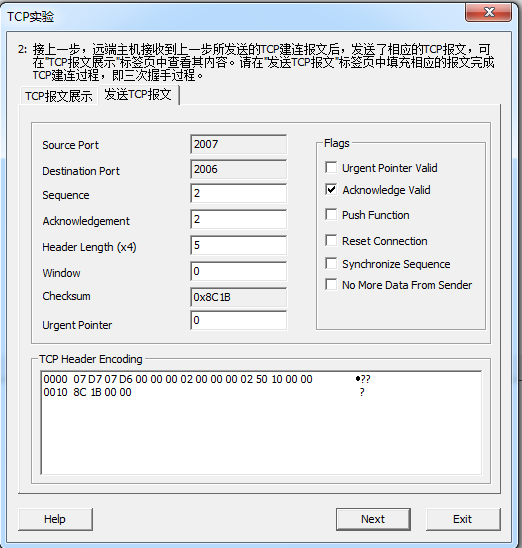 TCP实验
2: 接上一步，远端主机接收到上一步所发送的TCP建连报文后，发送了相应的TCP报文，可
在"TCP报文展示"标签页中查看其内容。请在"发送TCP报文"标签页中填充相应的报文完成
TCP建连过程，即三次握手过程。
TCP报文展示 发送TCP报文
Source Port 2007
Destination Port 2006
Sequence 2
Acknowledgement 2
Header Length (x4) 5
Window 0
Checksum 0x8C1B
Urgent Pointer 0
Flags
Urgent Pointer Valid
Acknowledge Valid
Push Function
Reset Connection
Synchronize Sequence
No More Data From Sender
TCP Header Encoding
0000 07 D7 07 D6 00 00 00 02 00 00 00 02 50 10 00 00 •??
0010 8C 1B 00 00 ?
Help Next Exit